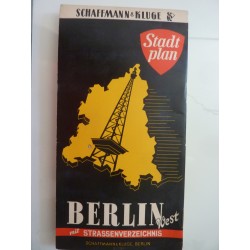 SCHAFFMANN & KLUGE
Stadt
plan
BERLIN West
mit STRASSENVERZEICHNIS
SCHAFFMANN & KLUGE, BERLIN